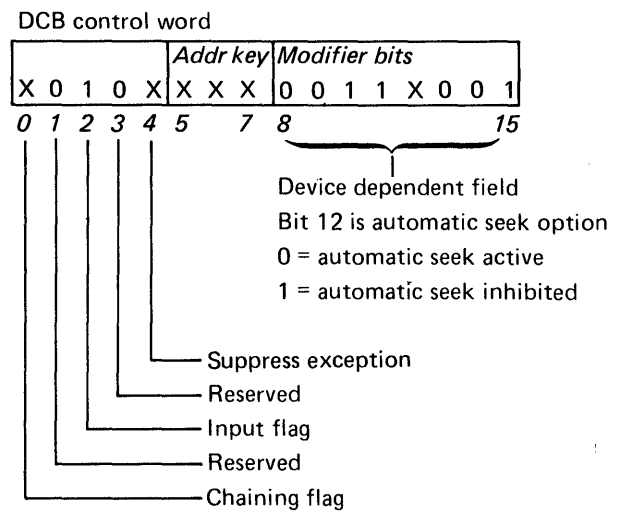 DCB control word
Addr key Modifier bits
X 0 1 0 X X X X 0 0 1 1 X 0 0 1
0 1 2 3 4 5 7 8 15
Device dependent field
Bit 12 is automatic seek option
0 = automatic seek active
1 = automatic seek inhibited
Suppress exception
Reserved
Input flag
Reserved
Chaining flag